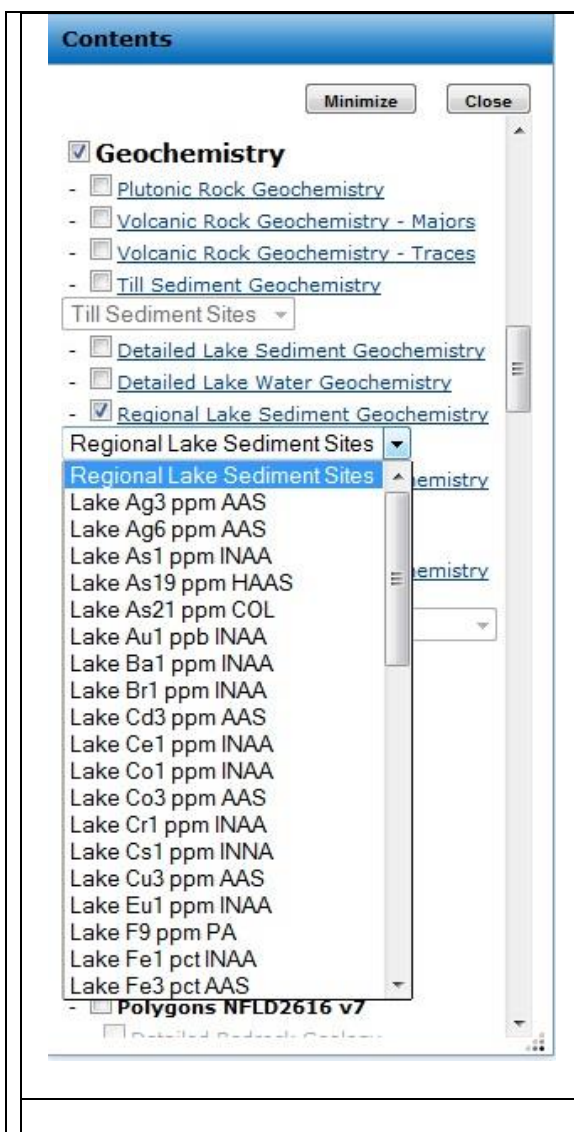 Contents
Minimize Close
Geochemistry
- Plutonic Rock Geochemistry
- Volcanic Rock Geochemistry - Majors
- Volcanic Rock Geochemistry - Traces
- Till Sediment Geochemistry
Till Sediment Sites
- Detailed Lake Sediment Geochemistry
- Detailed Lake Water Geochemistry
- Regional Lake Sediment Geochemistry
Regional Lake Sediment Sites
Regional Lake Sediment Sites
Lake Ag3 ppm AAS
Lake Ag6 ppm AAS
Lake As1 ppm INAA
Lake As19 ppm HAAS
Lake As21 ppm COL
Lake Au1 ppb INAA
Lake Ba1 ppm INAA
Lake Br1 ppm INAA
Lake Cd3 ppm AAS
Lake Ce1 ppm INAA
Lake Co1 ppm INAA
Lake Co3 ppm AAS
Lake Cr1 ppm INAA
Lake Cs1 ppm INNA
Lake Cu3 ppm AAS
Lake Eu1 ppm INAA
Lake F9 ppm PA
Lake Fe1 pct INAA
Lake Fe3 pct AAS
- Polygons NFLD2616 v7